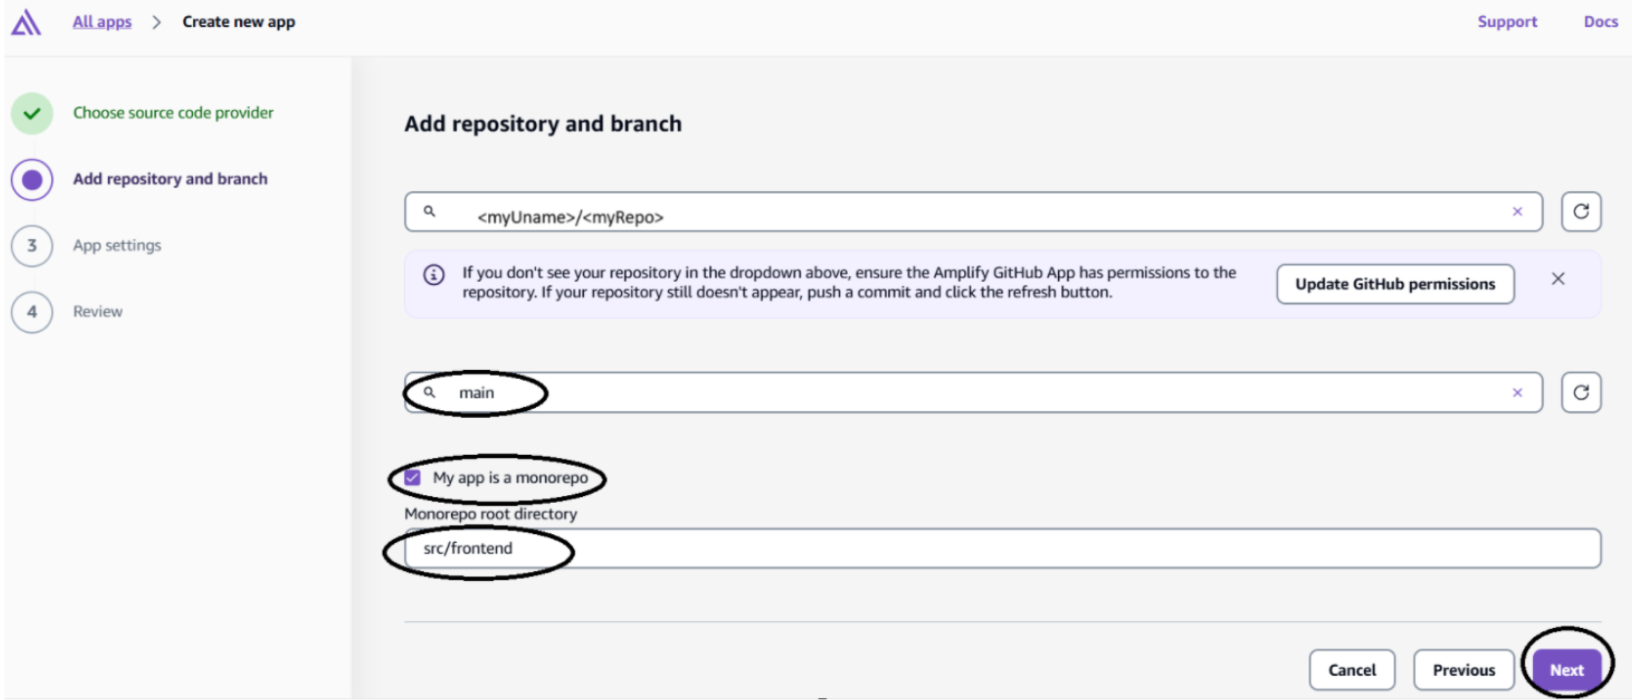 All apps > Create new app
Support
Docs
Choose source code provider
Add repository and branch
3 App settings
4 Review
Add repository and branch
<myUname>/<myRepo>
If you don't see your repository in the dropdown above, ensure the Amplify GitHub App has permissions to the
repository. If your repository still doesn't appear, push a commit and click the refresh button.
Update GitHub permissions
main
My app is a monorepo
Monorepo root directory
src/frontend
Cancel
Previous
Next